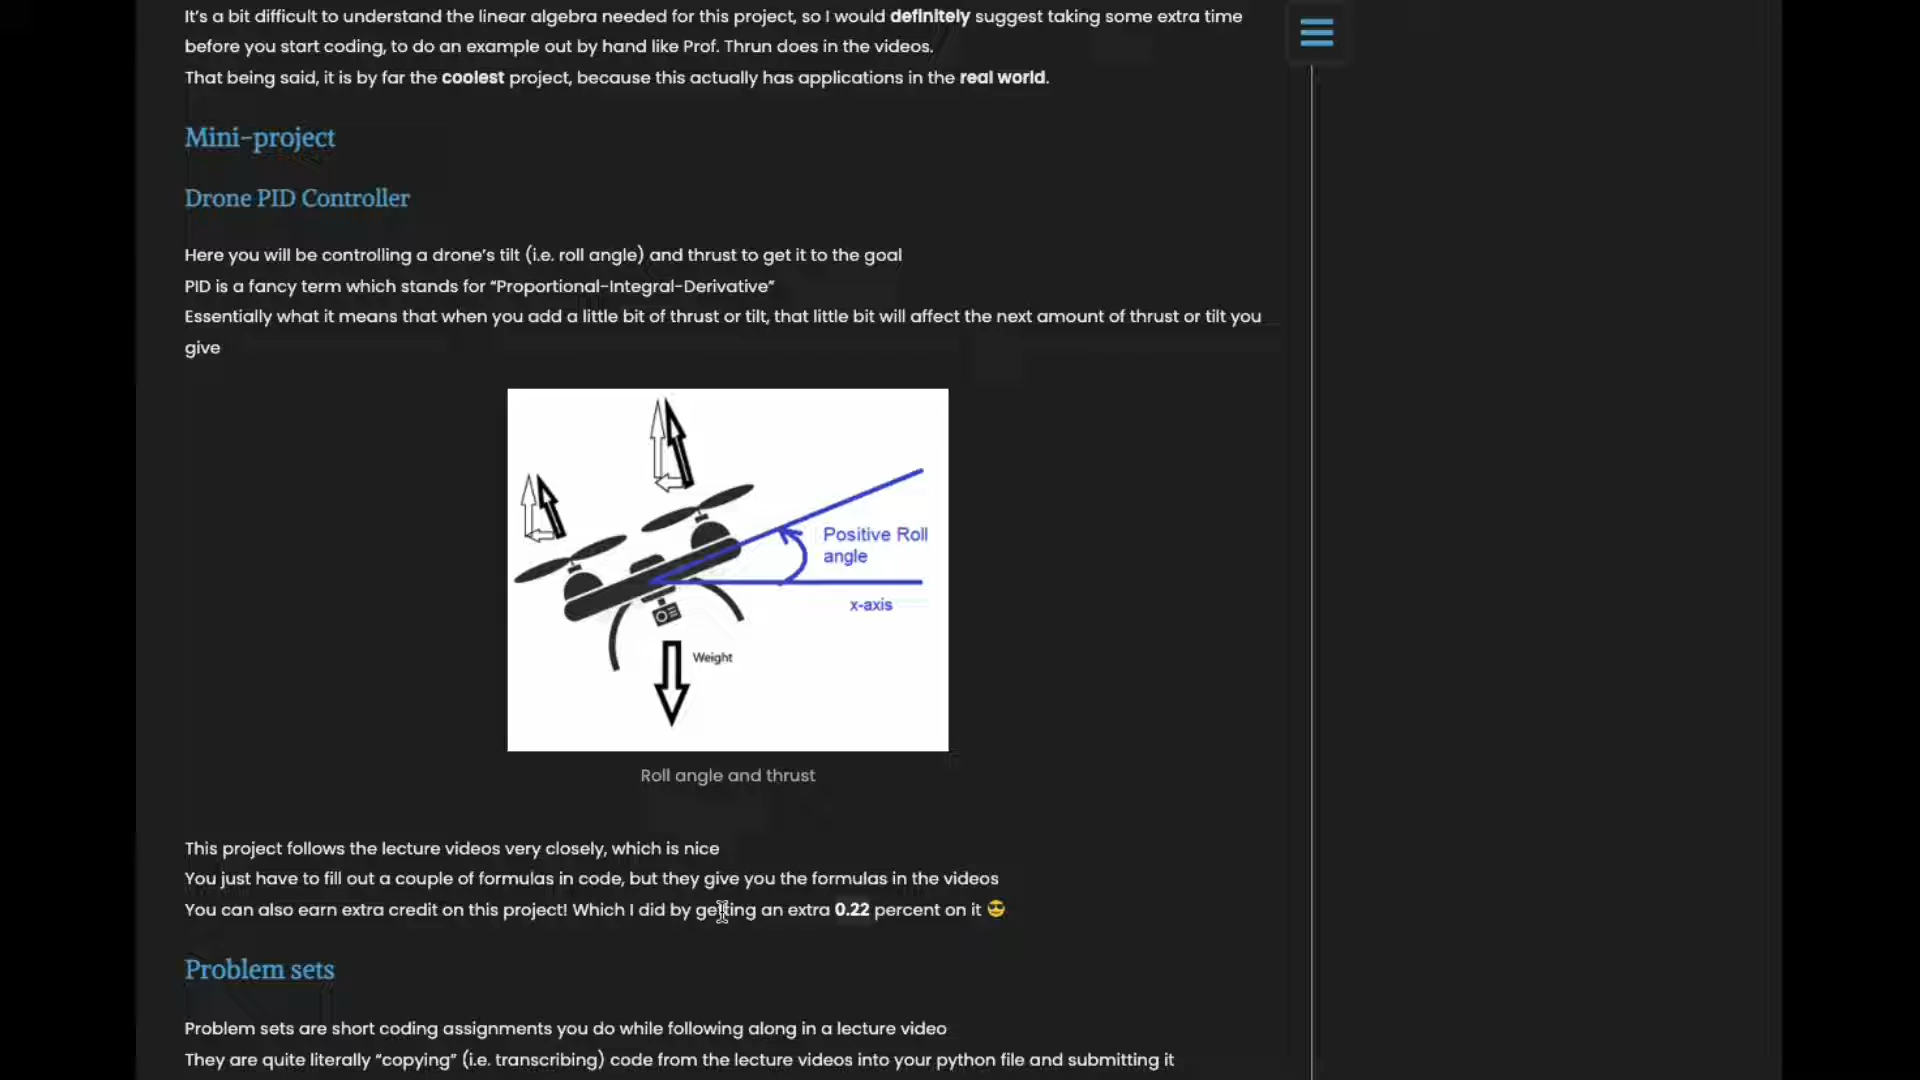 It's a bit difficult to understand the linear algebra needed for this project, so I would definitely suggest taking some extra time
before you start coding, to do an example out by hand like Prof. Thrun does in the videos.
That being said, it is by far the coolest project, because this actually has applications in the real world.
Mini-project
Drone PID Controller
Here you will be controlling a drone's tilt (i.e. roll angle) and thrust to get it to the goal
PID is a fancy term which stands for “Proportional-Integral-Derivative”
Essentially what it means that when you add a little bit of thrust or tilt, that little bit will affect the next amount of thrust or tilt you
give
Positive Roll
angle
x-axis
Weight
Roll angle and thrust
This project follows the lecture videos very closely, which is nice
You just have to fill out a couple of formulas in code, but they give you the formulas in the videos
You can also earn extra credit on this project! Which I did by getting an extra 0.22 percent on it 😎
Problem sets
Problem sets are short coding assignments you do while following along in a lecture video
They are quite literally “copying” (i.e. transcribing) code from the lecture videos into your python file and submitting it